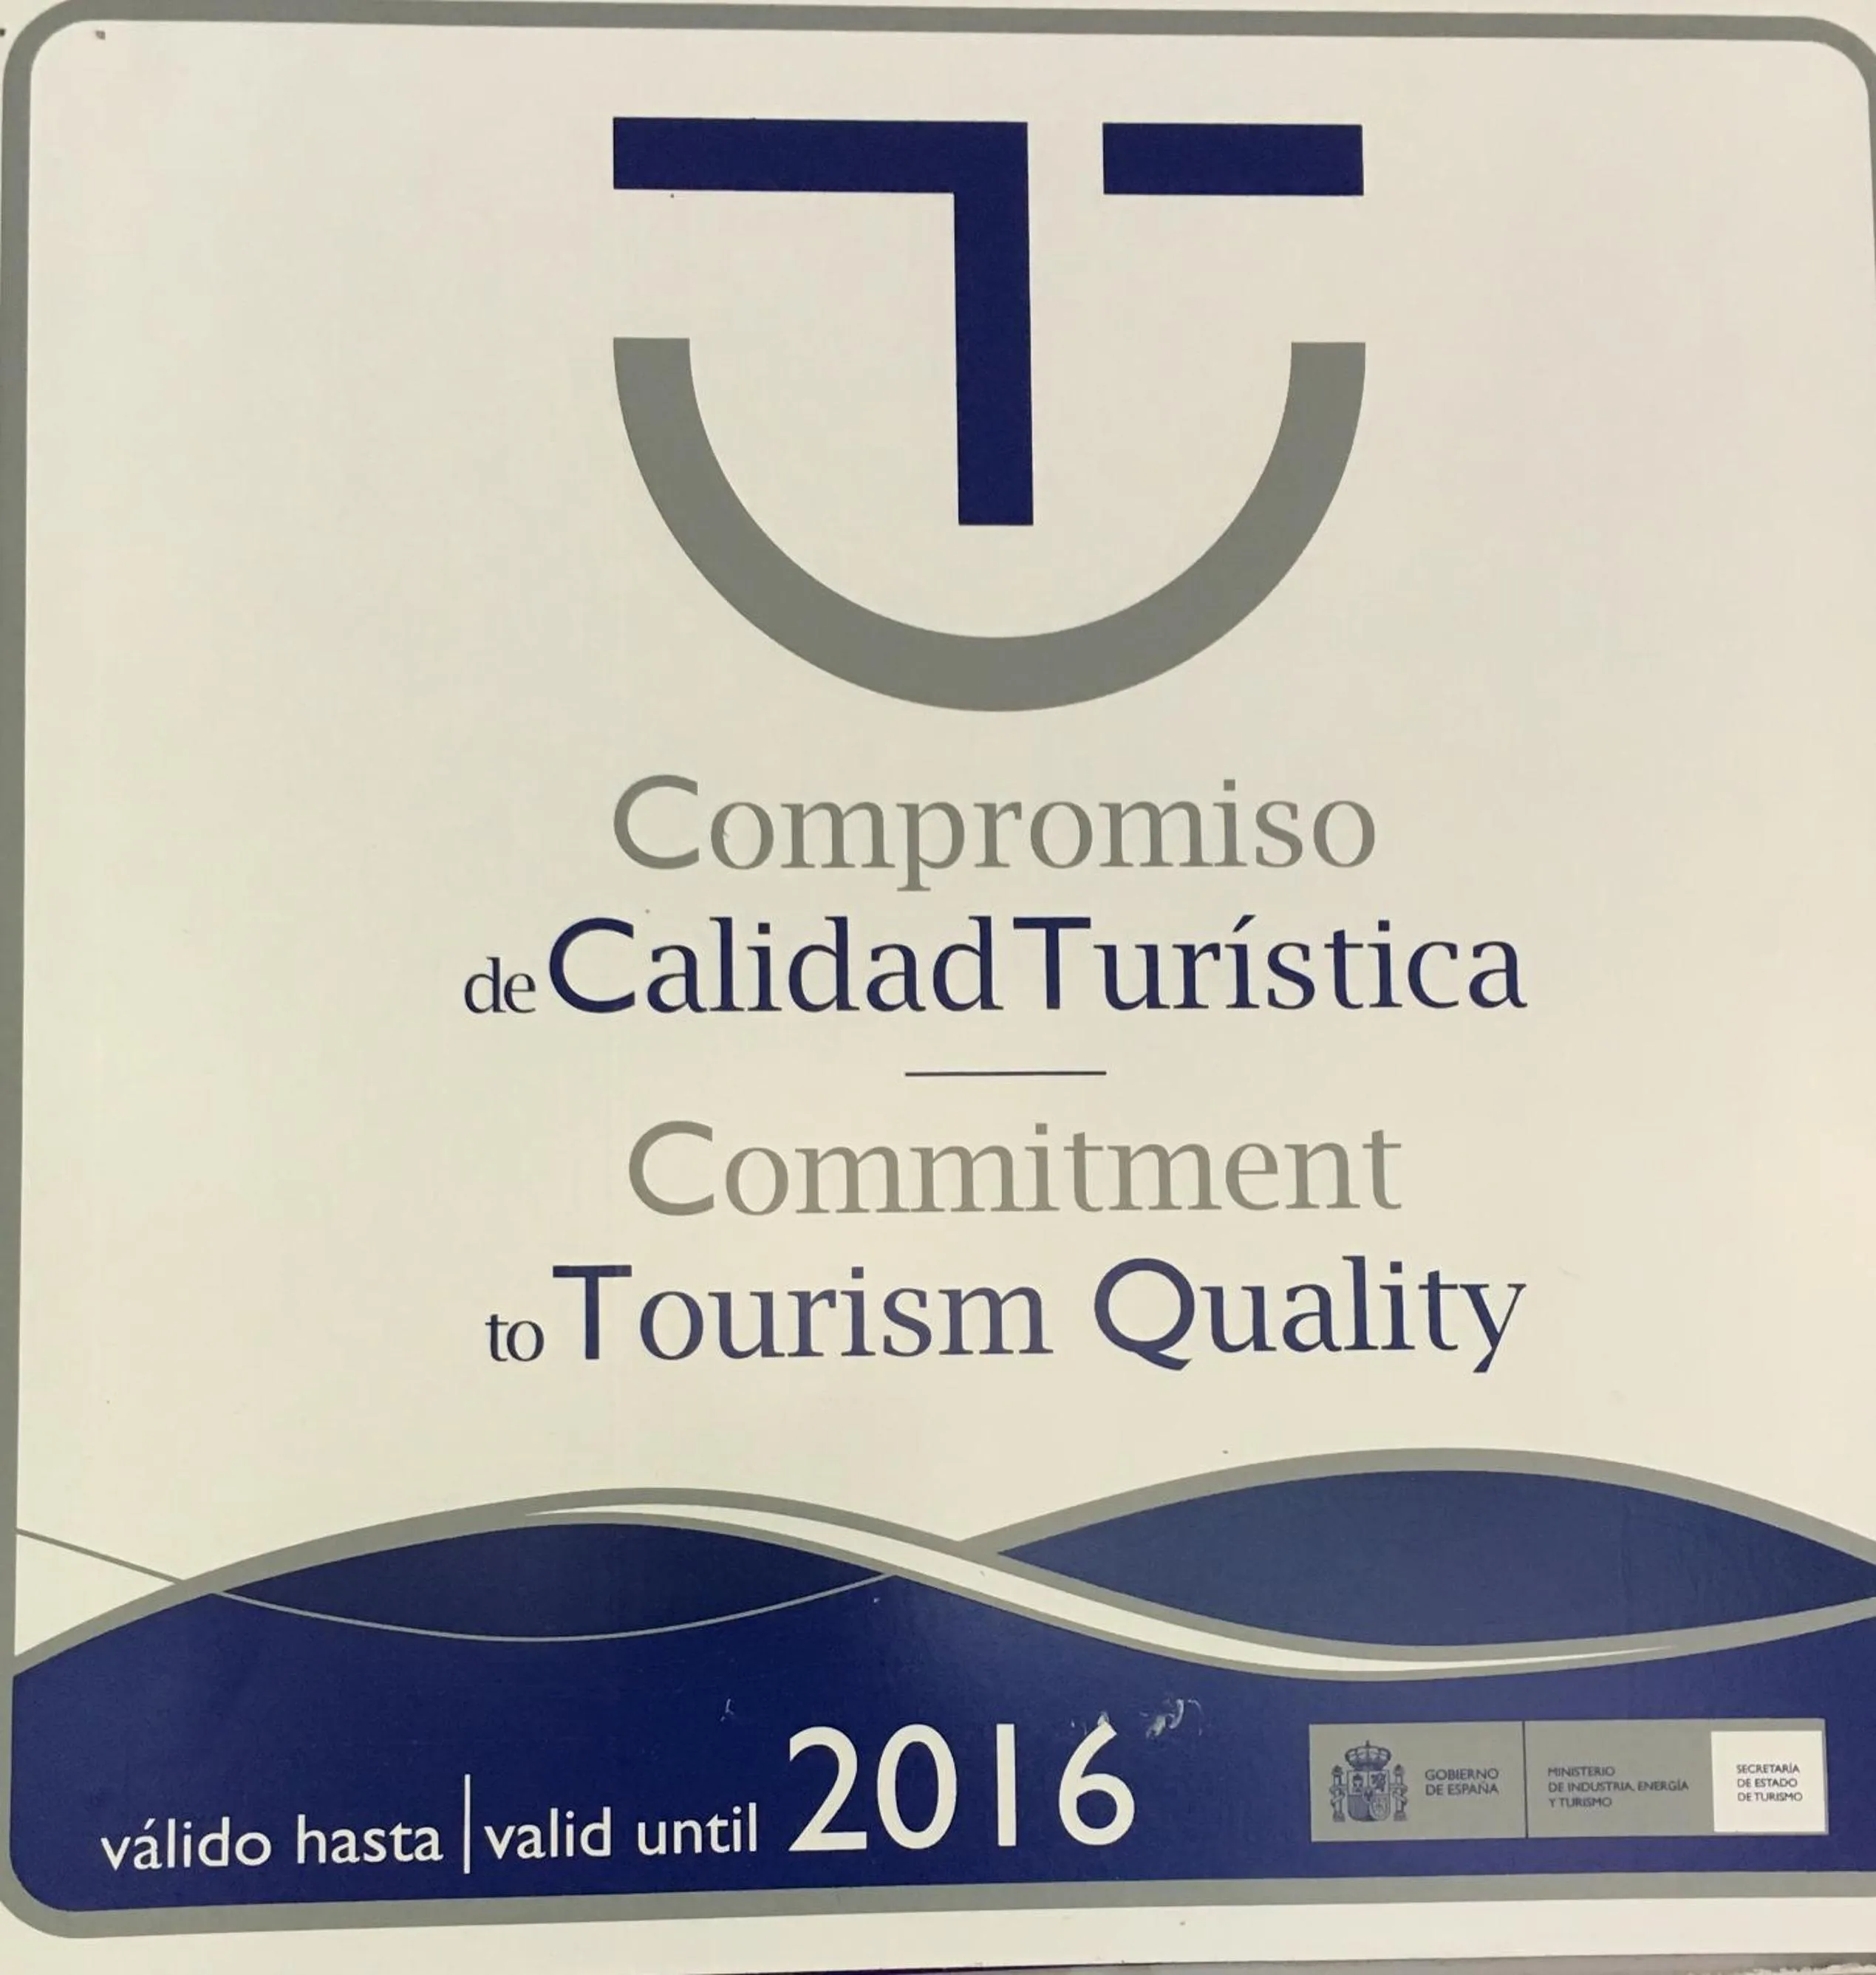 Compromiso
de Calidad Turística
Commitment
to Tourism Quality
válido hasta | valid until 2016
GOBIERNO
DE ESPAÑA
MINISTERIO
DE INDUSTRIA, ENERGÍA
Y TURISMO
SECRETARÍA
DE ESTADO
DE TURISMO